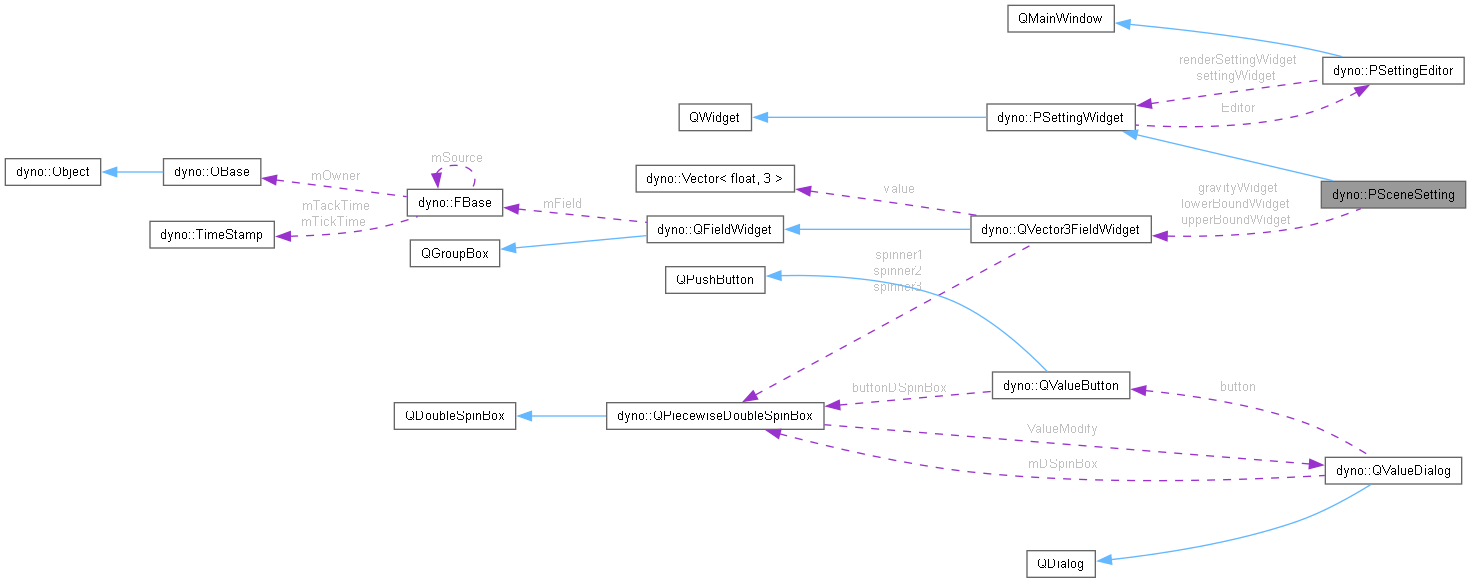 QMainWindow
renderSettingWidget
settingWidget
dyno::PSettingEditor
Editor
QWidget
dyno::PSettingWidget
mSource
dyno::Object
dyno::OBase
mOwner
dyno::Vector< float, 3 >
value
gravityWidget
lowerBoundWidget
upperBoundWidget
dyno::PSceneSetting
mTackTime
mTickTime
dyno::FBase
mField
dyno::TimeStamp
dyno::QFieldWidget
dyno::QVector3FieldWidget
QGroupBox
spinner1
spinner2
spinner3
QPushButton
buttonDSpinBox
dyno::QValueButton
button
QDoubleSpinBox
dyno::QPiecewiseDoubleSpinBox
ValueModify
mDSpinBox
dyno::QValueDialog
QDialog